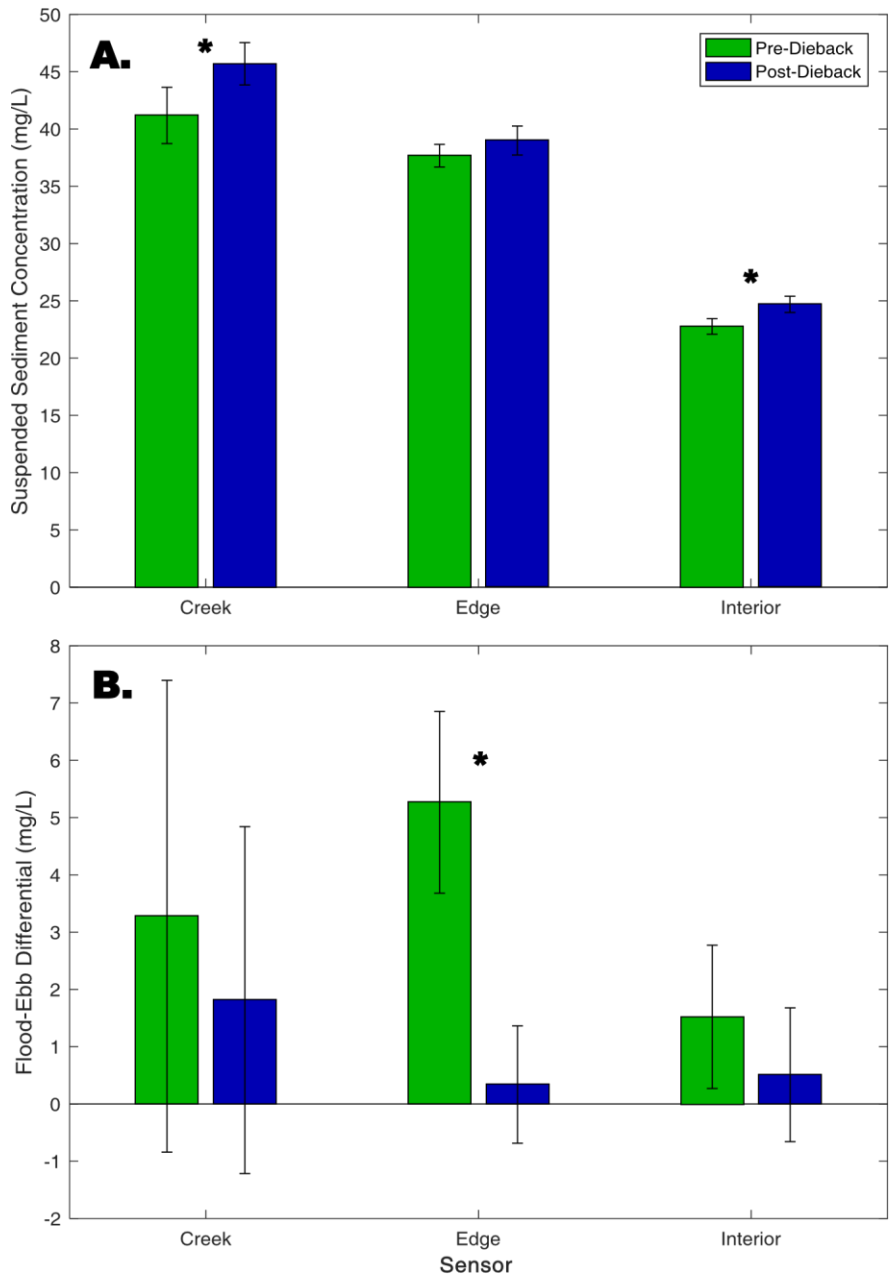 A.
*
*
Pre-Dieback
Post-Dieback
Suspended Sediment Concentration (mg/L)
50
45
40
35
30
25
20
15
10
5
0
Creek Edge Interior
B.
*
Flood-Ebb Differential (mg/L)
8
7
6
5
4
3
2
1
0
-1
-2
Creek Edge Interior
Sensor